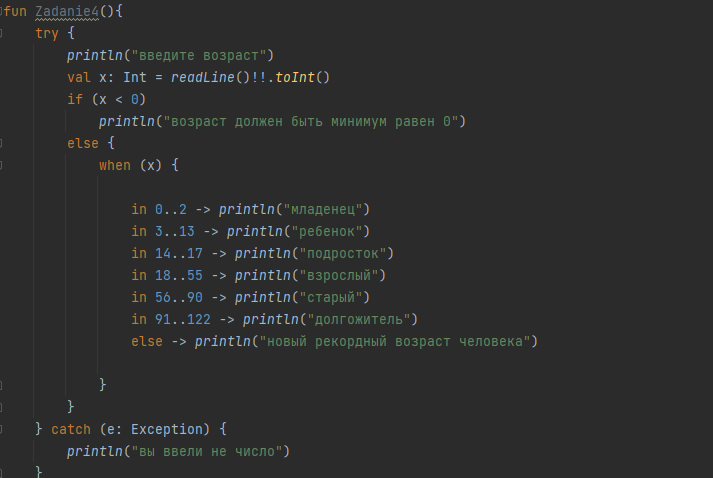 fun Zadanie4(){
    try {
        println("введите возраст")
        val x: Int = readLine()!!.toInt()
        if (x < 0)
            println("возраст должен быть минимум равен 0")
        else {
            when (x) {
                in 0..2 -> println("младенец")
                in 3..13 -> println("ребенок")
                in 14..17 -> println("подросток")
                in 18..55 -> println("взрослый")
                in 56..90 -> println("старый")
                in 91..122 -> println("долгожитель")
                else -> println("новый рекордный возраст человека")
            }
        }
    } catch (e: Exception) {
        println("вы ввели не число")
    }